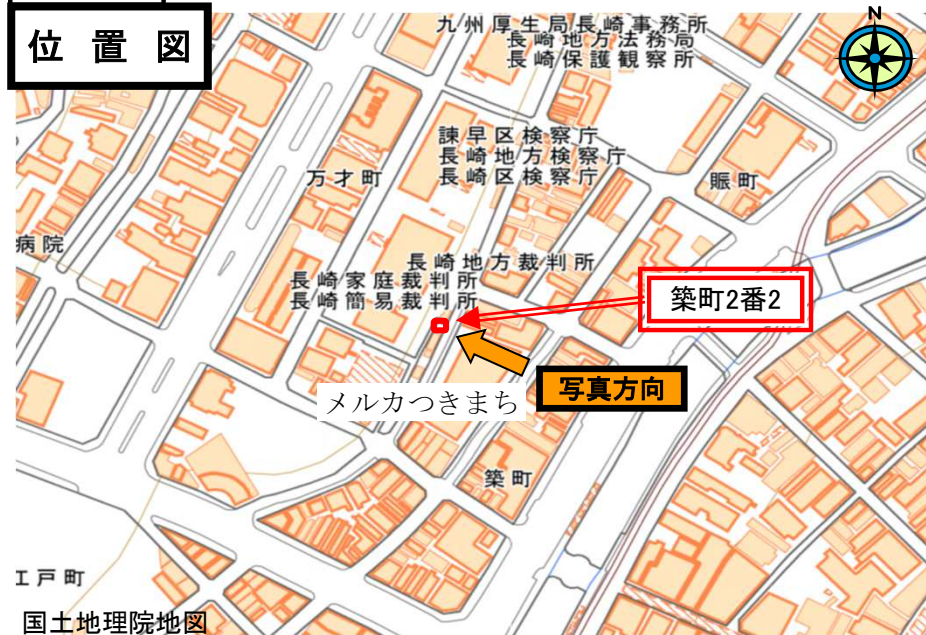 位置図
N
九州厚生局長崎事務所
長崎地方法務局
長崎保護観察所
諫早区検察庁
長崎地方検察庁
長崎区検察庁
万才町
賑町
病院
長崎地方裁判所
長崎家庭裁判所
長崎簡易裁判所
築町2番2
写真方向
メルカつきまち
築町
江戸町
国土地理院地図